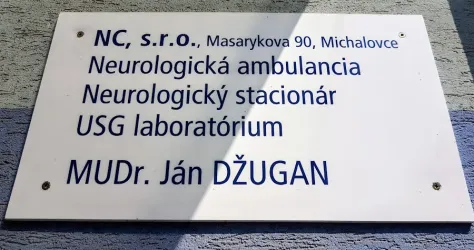 NC, s.r.o., Masarykova 90, Michalovce
Neurologická ambulancia
Neurologický stacionár
USG laboratórium
MUDr. Ján DŽUGAN